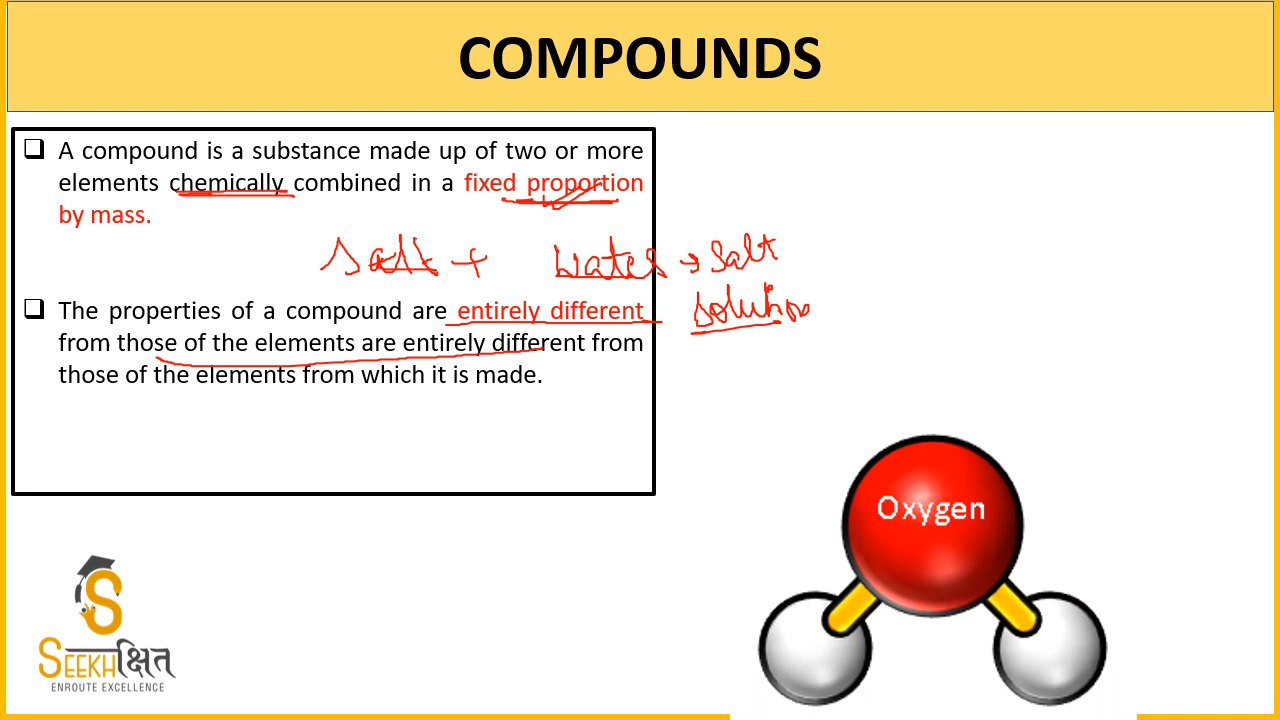 COMPOUNDS
A compound is a substance made up of two or more
elements chemically combined in a fixed proportion
by mass.
Salt + Water → Salt
solution
The properties of a compound are entirely different
from those of the elements are entirely different from
those of the elements from which it is made.
Oxygen
SEEKHक्षित्
ENROUTE EXCELLENCE